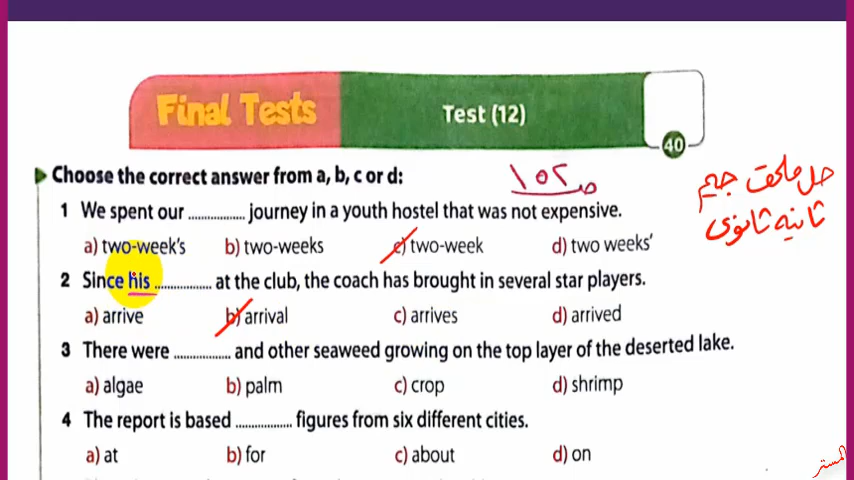 Final Tests
Test (12)
40
Choose the correct answer from a, b, c or d:
ص ١٥٢
حل ملحق جيم
ثانية ثانوى
1 We spent our ................ journey in a youth hostel that was not expensive.
a) two-week's b) two-weeks c) two-week d) two weeks'
2 Since his ................ at the club, the coach has brought in several star players.
a) arrive b) arrival c) arrives d) arrived
3 There were ................ and other seaweed growing on the top layer of the deserted lake.
a) algae b) palm c) crop d) shrimp
4 The report is based ................ figures from six different cities.
a) at b) for c) about d) on
المستر